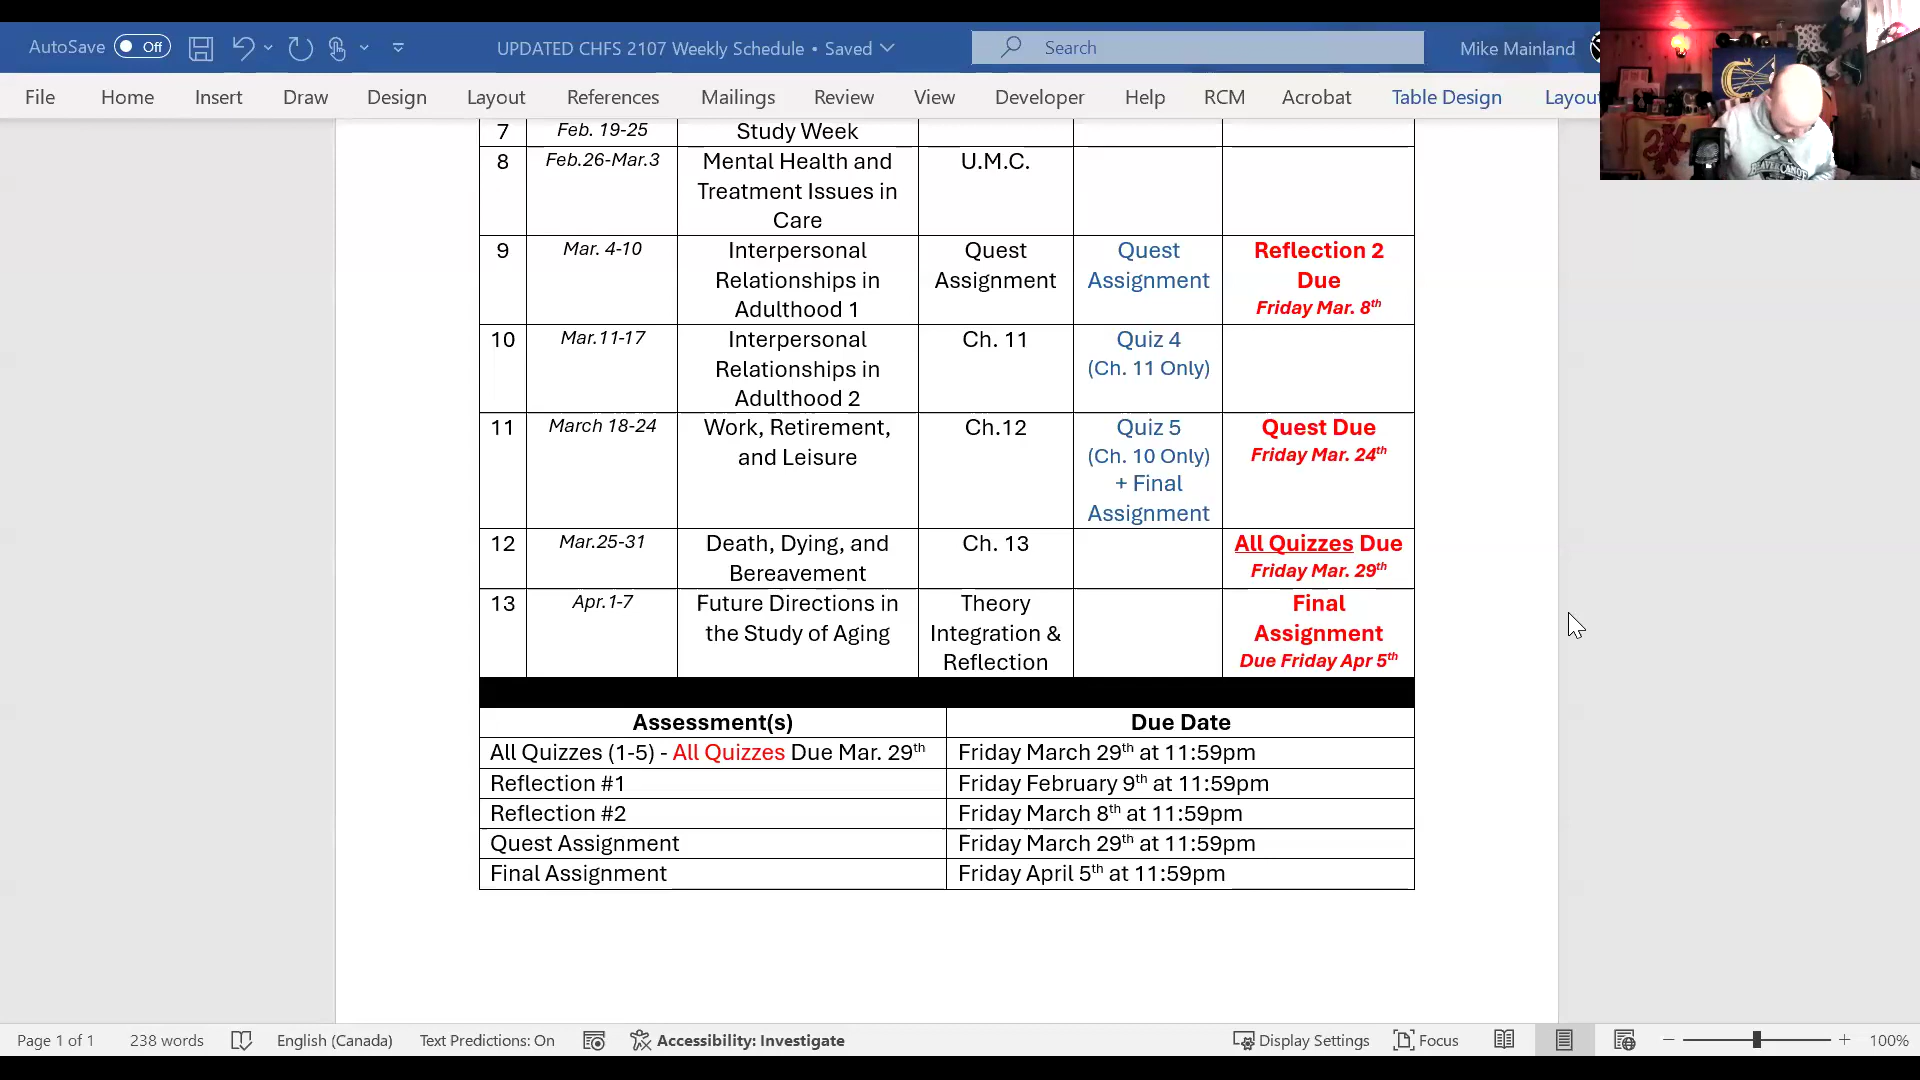 AutoSave Off UPDATED CHFS 2107 Weekly Schedule • Saved Search Mike Mainland
File Home Insert Draw Design Layout References Mailings Review View Developer Help RCM Acrobat Table Design Layou
7 Feb. 19-25 Study Week
8 Feb.26-Mar.3 Mental Health and U.M.C.
Treatment Issues in
Care
9 Mar. 4-10 Interpersonal Quest Quest Reflection 2
Relationships in Assignment Assignment Due
Adulthood 1 Friday Mar. 8th
10 Mar.11-17 Interpersonal Ch. 11 Quiz 4
Relationships in (Ch. 11 Only)
Adulthood 2
11 March 18-24 Work, Retirement, Ch.12 Quiz 5 Quest Due
and Leisure (Ch. 10 Only) Friday Mar. 24th
+ Final
Assignment
12 Mar.25-31 Death, Dying, and Ch. 13 All Quizzes Due
Bereavement Friday Mar. 29th
13 Apr.1-7 Future Directions in Theory Final
the Study of Aging Integration & Assignment
Reflection Due Friday Apr 5th
Assessment(s) Due Date
All Quizzes (1-5) - All Quizzes Due Mar. 29th Friday March 29th at 11:59pm
Reflection #1 Friday February 9th at 11:59pm
Reflection #2 Friday March 8th at 11:59pm
Quest Assignment Friday March 29th at 11:59pm
Final Assignment Friday April 5th at 11:59pm
Page 1 of 1 238 words English (Canada) Text Predictions: On Accessibility: Investigate Display Settings Focus 100%